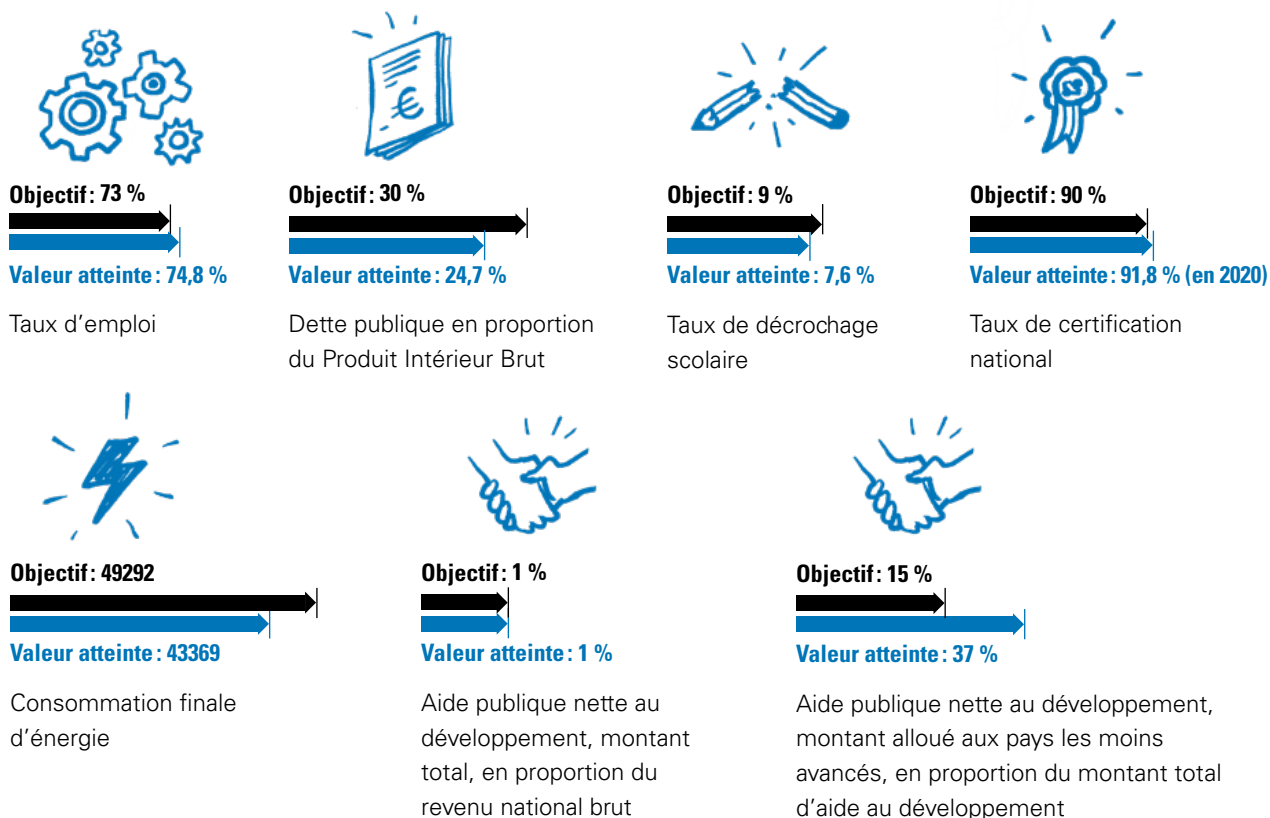 €
Objectif : 73 %
Valeur atteinte : 74,8 %
Taux d’emploi
Objectif : 30 %
Valeur atteinte : 24,7 %
Dette publique en proportion
du Produit Intérieur Brut
Objectif : 9 %
Valeur atteinte : 7,6 %
Taux de décrochage
scolaire
Objectif : 90 %
Valeur atteinte : 91,8 % (en 2020)
Taux de certification
national
Objectif : 49292
Valeur atteinte : 43369
Consommation finale
d’énergie
Objectif : 1 %
Valeur atteinte : 1 %
Aide publique nette au
développement, montant
total, en proportion du
revenu national brut
Objectif : 15 %
Valeur atteinte : 37 %
Aide publique nette au développement,
montant alloué aux pays les moins
avancés, en proportion du montant total
d’aide au développement